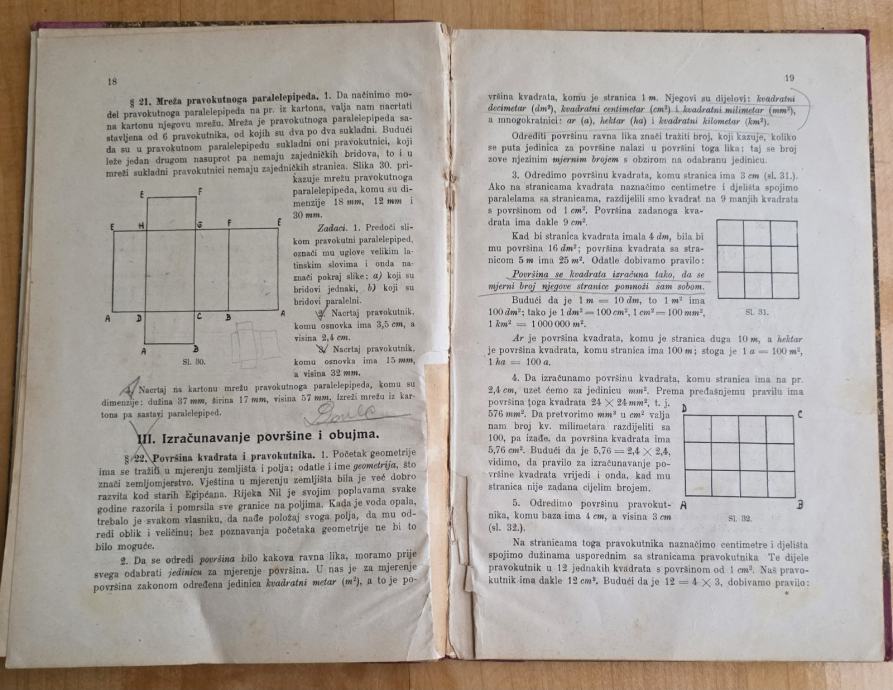 18
§ 21. Mreža pravokutnoga paralelepipeda. 1. Da načinimo mo-
del pravokutnoga paralelepipeda na pr. iz kartona, valja nam nacrtati
na kartonu njegovu mrežu. Mreža je pravokutnoga paralelepipeda sa-
stavljena od 6 pravokutnika, od kojih su dva po dva sukladni. Budući
da su u pravokutnom paralelepipedu sukladni oni pravokutnici, koji
leže jedan drugom nasuprot pa nemaju zajedničkih bridova, to i u
mreži sukladni pravokutnici nemaju zajedničkih stranica. Slika 30. pri-
kazuje mrežu pravokutnoga
paralelepipeda, komu su di-
menzije 18 mm, 12 mm i
30 mm.
E F
E H G F E
A D C B A
A B
Sl. 30.
Zadaci. 1. Predoči sli-
kom pravokutni paralelepiped,
označi mu uglove velikim la-
tinskim slovima i onda na-
znači pokraj slike: a) koji su
bridovi jednaki, b) koji su
bridovi paralelni.
2. Nacrtaj pravokutnik,
komu osnovka ima 3,5 cm, a
visina 2,4 cm.
3. Nacrtaj pravokutnik,
komu osnovka ima 15 mm,
a visina 32 mm.
4. Nacrtaj na kartonu mrežu pravokutnoga paralelepipeda, komu su
dimenzije: dužina 37 mm, širina 17 mm, visina 57 mm. Izreži mrežu iz kar-
tona pa sastavi paralelepiped.
III. Izračunavanje površine i obujma.
§ 22. Površina kvadrata i pravokutnika. 1. Početak geometrije
ima se tražiti u mjerenju zemljišta i polja; odatle i ime geometrija, što
znači zemljomjerstvo. Vještina u mjerenju zemljišta bila je već dobro
razvita kod starih Egipćana. Rijeka Nil je svojim poplavama svake
godine razorila i pomrsila sve granice na poljima. Kada je voda opala,
trebalo je svakom vlasniku, da nađe položaj svoga polja, da mu od-
redi oblik i veličinu; bez poznavanja početaka geometrije ne bi to
bilo moguće.
2. Da se odredi površina bilo kakova ravna lika, moramo prije
svega odabrati jedinicu za mjerenje površina. U nas je za mjerenje
površina zakonom određena jedinica kvadratni metar (m²), a to je po-
19
vršina kvadrata, komu je stranica 1 m. Njegovi su dijelovi: kvadratni
decimetar (dm²), kvadratni centimetar (cm²) i kvadratni milimetar (mm²),
a mnogokratnici: ar (a), hektar (ha) i kvadratni kilometar (km²).
Odrediti površinu ravna lika znači tražiti broj, koji kazuje, koliko
se puta jedinica za površine nalazi u površini toga lika; taj se broj
zove njezinim mjernim brojem s obzirom na odabranu jedinicu.
3. Odredimo površinu kvadrata, komu stranica ima 3 cm (sl. 31.).
Ako na stranicama kvadrata naznačimo centimetre i djelišta spojimo
paralelama sa stranicama, razdijelili smo kvadrat na 9 manjih kvadrata
s površinom od 1 cm². Površina zadanoga kva-
drata ima dakle 9 cm².
Kad bi stranica kvadrata imala 4 dm, bila bi
mu površina 16 dm²; površina kvadrata sa stra-
nicom 5 m ima 25 m². Odatle dobivamo pravilo:
Površina se kvadrata izračuna tako, da se
mjerni broj njegove stranice pomnoži sam sobom.
Budući da je 1 m = 10 dm, to 1 m² ima
100 dm²; tako je 1 dm² = 100 cm², 1 cm² = 100 mm²,
1 km² = 1 000 000 m².
Sl. 31.
Ar je površina kvadrata, komu je stranica duga 10 m, a hektar
je površina kvadrata, komu stranica ima 100 m; stoga je 1 a = 100 m²,
1 ha = 100 a.
4. Da izračunamo površinu kvadrata, komu stranica ima na pr.
2,4 cm, uzet ćemo za jedinicu mm². Prema pređašnjemu pravilu ima
površina toga kvadrata 24 × 24 mm², t. j.
576 mm². Da pretvorimo mm² u cm² valja
nam broj kv. milimetara razdijeliti sa
100, pa izađe, da površina kvadrata ima
5,76 cm². Budući da je 5,76 = 2,4 × 2,4,
vidimo, da pravilo za izračunavanje po-
vršine kvadrata vrijedi i onda, kad mu
stranica nije zadana cijelim brojem.
D C
A B
Sl. 32.
5. Odredimo površinu pravokut-
nika, komu baza ima 4 cm, a visina 3 cm
(sl. 32.).
Na stranicama toga pravokutnika naznačimo centimetre i djelišta
spojimo dužinama usporednim sa stranicama pravokutnika Te dijele
pravokutnik u 12 jednakih kvadrata s površinom od 1 cm². Naš pravo-
kutnik ima dakle 12 cm². Budući da je 12 = 4 × 3, dobivamo pravilo:
*